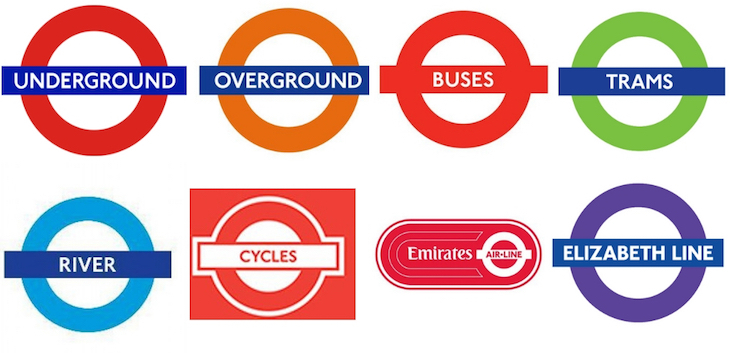 UNDERGROUND
OVERGROUND
BUSES
TRAMS
RIVER
CYCLES
Emirates AIR-LINE
ELIZABETH LINE